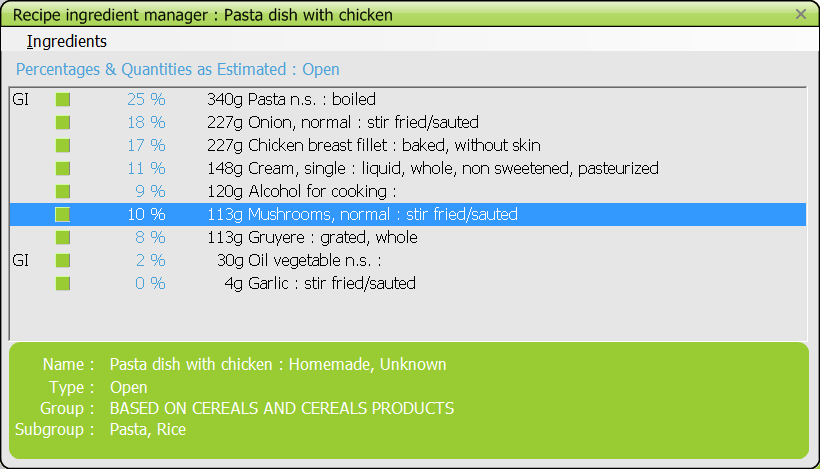 Recipe ingredient manager : Pasta dish with chicken
Ingredients
Percentages & Quantities as Estimated : Open
GI 25 % 340g Pasta n.s. : boiled
18 % 227g Onion, normal : stir fried/sauted
17 % 227g Chicken breast fillet : baked, without skin
11 % 148g Cream, single : liquid, whole, non sweetened, pasteurized
9 % 120g Alcohol for cooking :
10 % 113g Mushrooms, normal : stir fried/sauted
8 % 113g Gruyere : grated, whole
GI 2 % 30g Oil vegetable n.s. :
0 % 4g Garlic : stir fried/sauted
Name : Pasta dish with chicken : Homemade, Unknown
Type : Open
Group : BASED ON CEREALS AND CEREALS PRODUCTS
Subgroup : Pasta, Rice